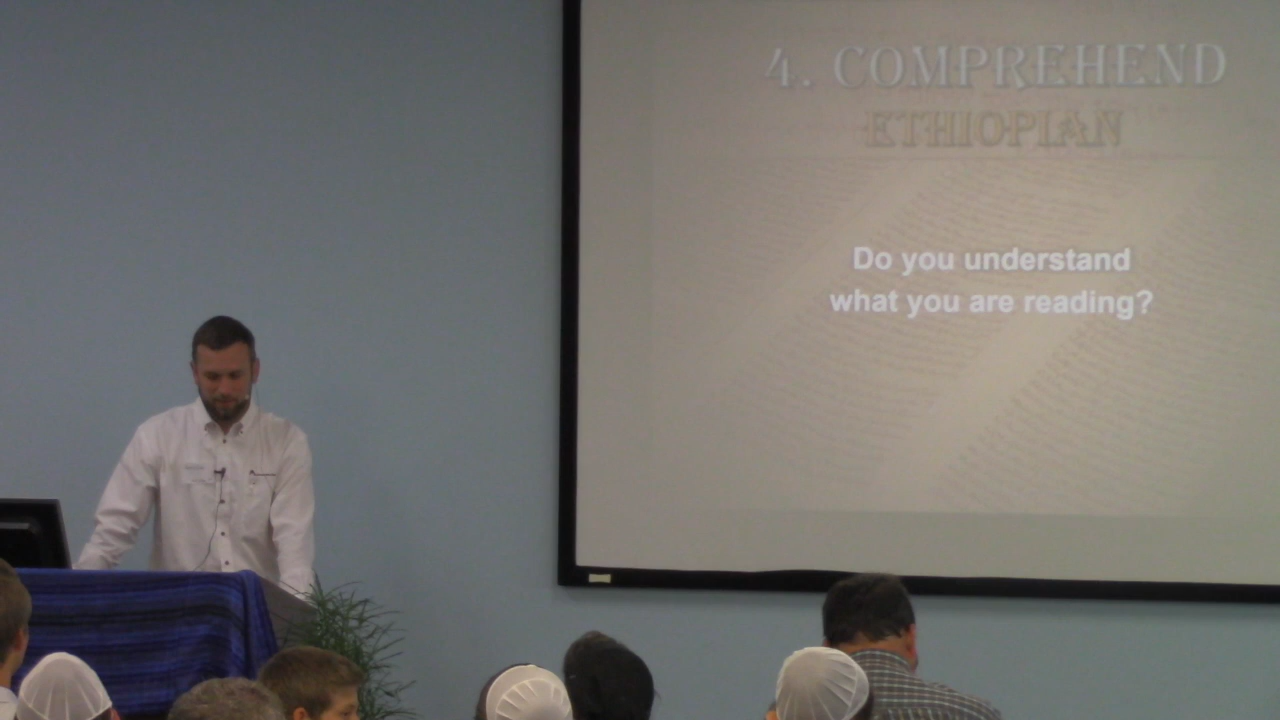 4. COMPREHEND
ETHIOPIAN
Do you understand
what you are reading?